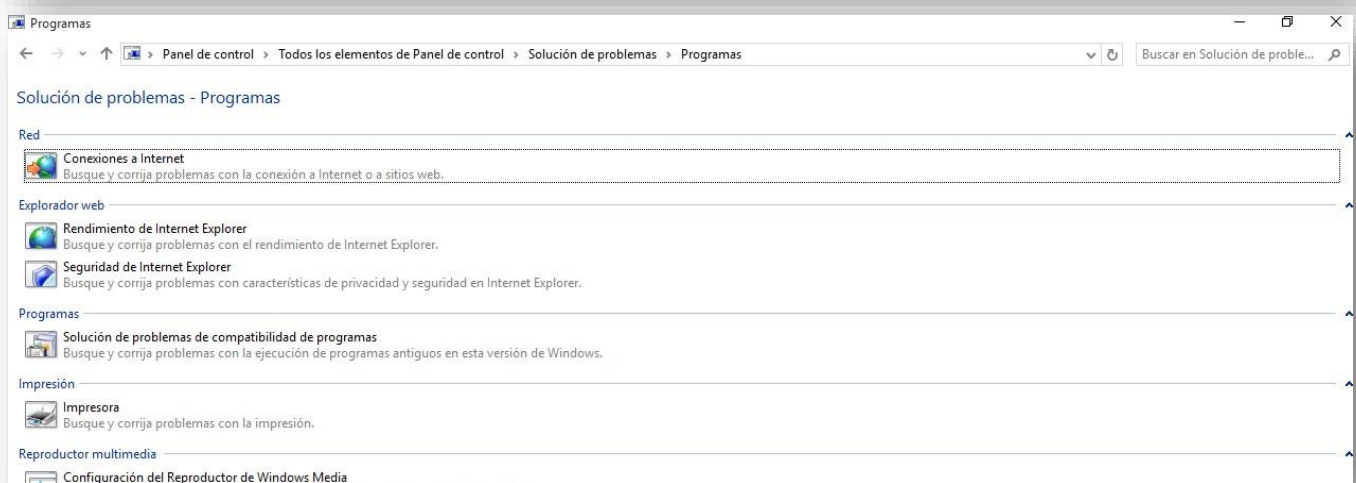 Programas
Panel de control > Todos los elementos de Panel de control > Solución de problemas > Programas
Buscar en Solución de proble...
Solución de problemas - Programas
Red
Conexiones a Internet
Busque y corrija problemas con la conexión a Internet o a sitios web.
Explorador web
Rendimiento de Internet Explorer
Busque y corrija problemas con el rendimiento de Internet Explorer.
Seguridad de Internet Explorer
Busque y corrija problemas con características de privacidad y seguridad en Internet Explorer.
Programas
Solución de problemas de compatibilidad de programas
Busque y corrija problemas con la ejecución de programas antiguos en esta versión de Windows.
Impresión
Impresora
Busque y corrija problemas con la impresión.
Reproductor multimedia
Configuración del Reproductor de Windows Media